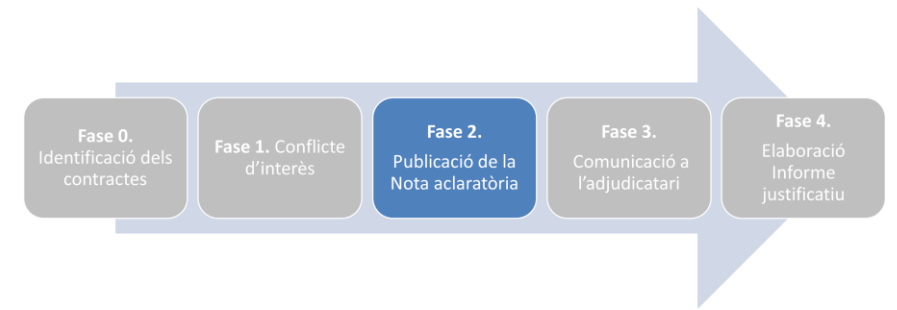 Fase 0.
Identificació dels
contractes
Fase 1. Conflicte
d’interès
Fase 2.
Publicació de la
Nota aclaratòria
Fase 3.
Comunicació a
l’adjudicatari
Fase 4.
Elaboració
Informe
justificatiu